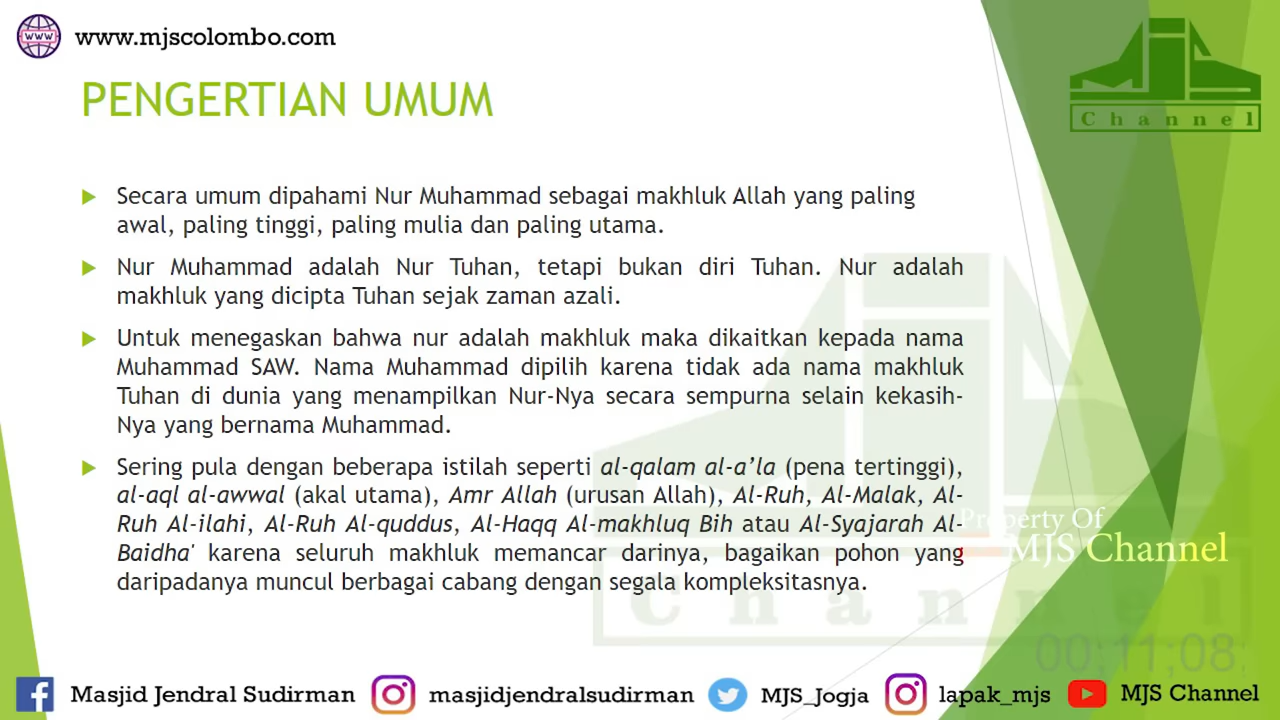 www.mjscolombo.com
PENGERTIAN UMUM
Channel
Secara umum dipahami Nur Muhammad sebagai makhluk Allah yang paling
awal, paling tinggi, paling mulia dan paling utama.
Nur Muhammad adalah Nur Tuhan, tetapi bukan diri Tuhan. Nur adalah
makhluk yang dicipta Tuhan sejak zaman azali.
Untuk menegaskan bahwa nur adalah makhluk maka dikaitkan kepada nama
Muhammad SAW. Nama Muhammad dipilih karena tidak ada nama makhluk
Tuhan di dunia yang menampilkan Nur-Nya secara sempurna selain kekasih-
Nya yang bernama Muhammad.
Sering pula dengan beberapa istilah seperti al-qalam al-a’la (pena tertinggi),
al-aql al-awwal (akal utama), Amr Allah (urusan Allah), Al-Ruh, Al-Malak, Al-
Ruh Al-ilahi, Al-Ruh Al-quddus, Al-Haqq Al-makhluq Bih atau Al-Syajarah Al-
Baidha' karena seluruh makhluk memancar darinya, bagaikan pohon yang
daripadanya muncul berbagai cabang dengan segala kompleksitasnya.
Property Of
MJS Channel
Channel
00;11;08;
Masjid Jendral Sudirman masjidjendralsudirman MJS_Jogja lapak_mjs MJS Channel